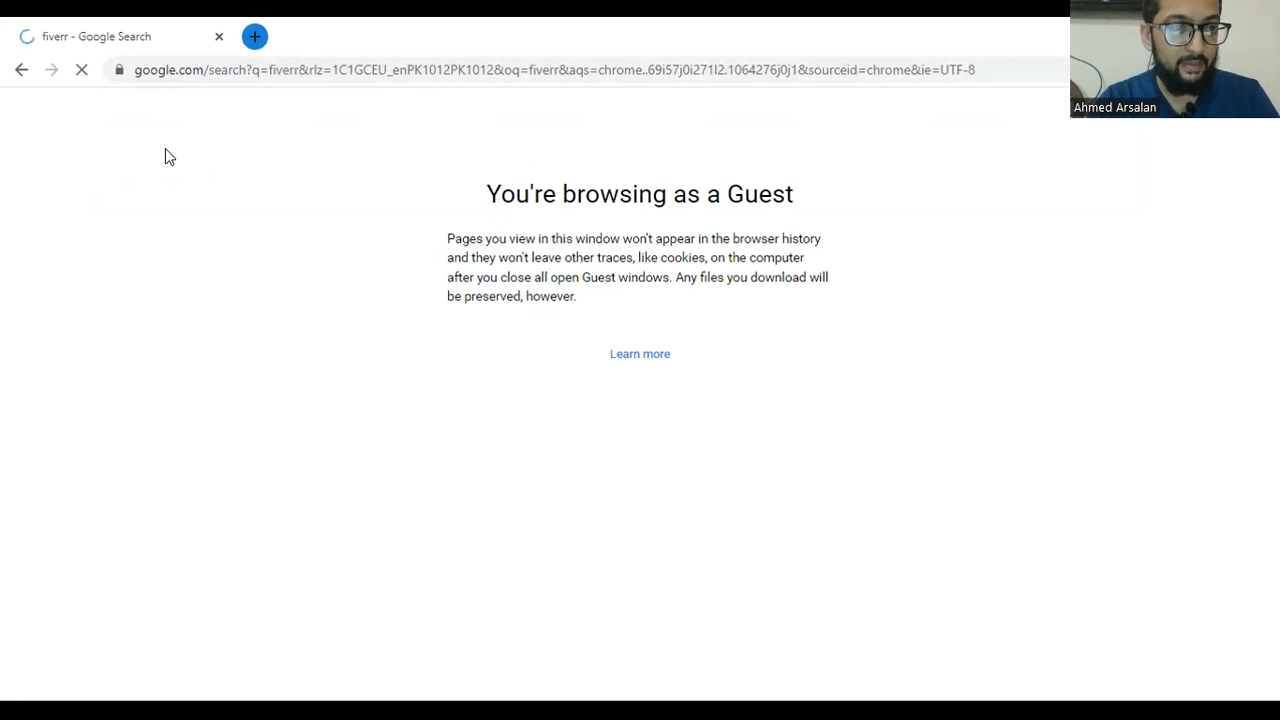 fiverr - Google Search
google.com/search?q=fiverr&rlz=1C1GCEU_enPK1012PK1012&oq=fiverr&aqs=chrome..69i57j0i271l2.1064276j0j1&sourceid=chrome&ie=UTF-8
Ahmed Arsalan
You're browsing as a Guest
Pages you view in this window won't appear in the browser history
and they won't leave other traces, like cookies, on the computer
after you close all open Guest windows. Any files you download will
be preserved, however.
Learn more